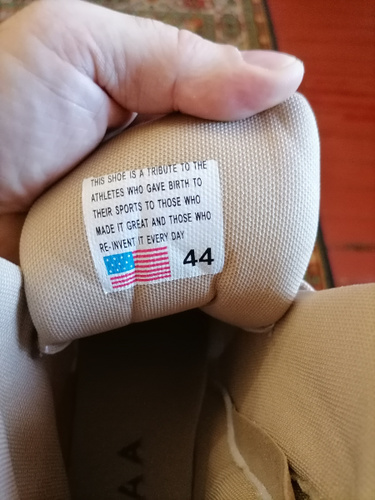 THIS SHOE IS A TRIBUTE TO THE
ATHLETES WHO GAVE BIRTH TO
THEIR SPORTS TO THOSE WHO
MADE IT GREAT AND THOSE WHO
RE-INVENT IT EVERY DAY
44